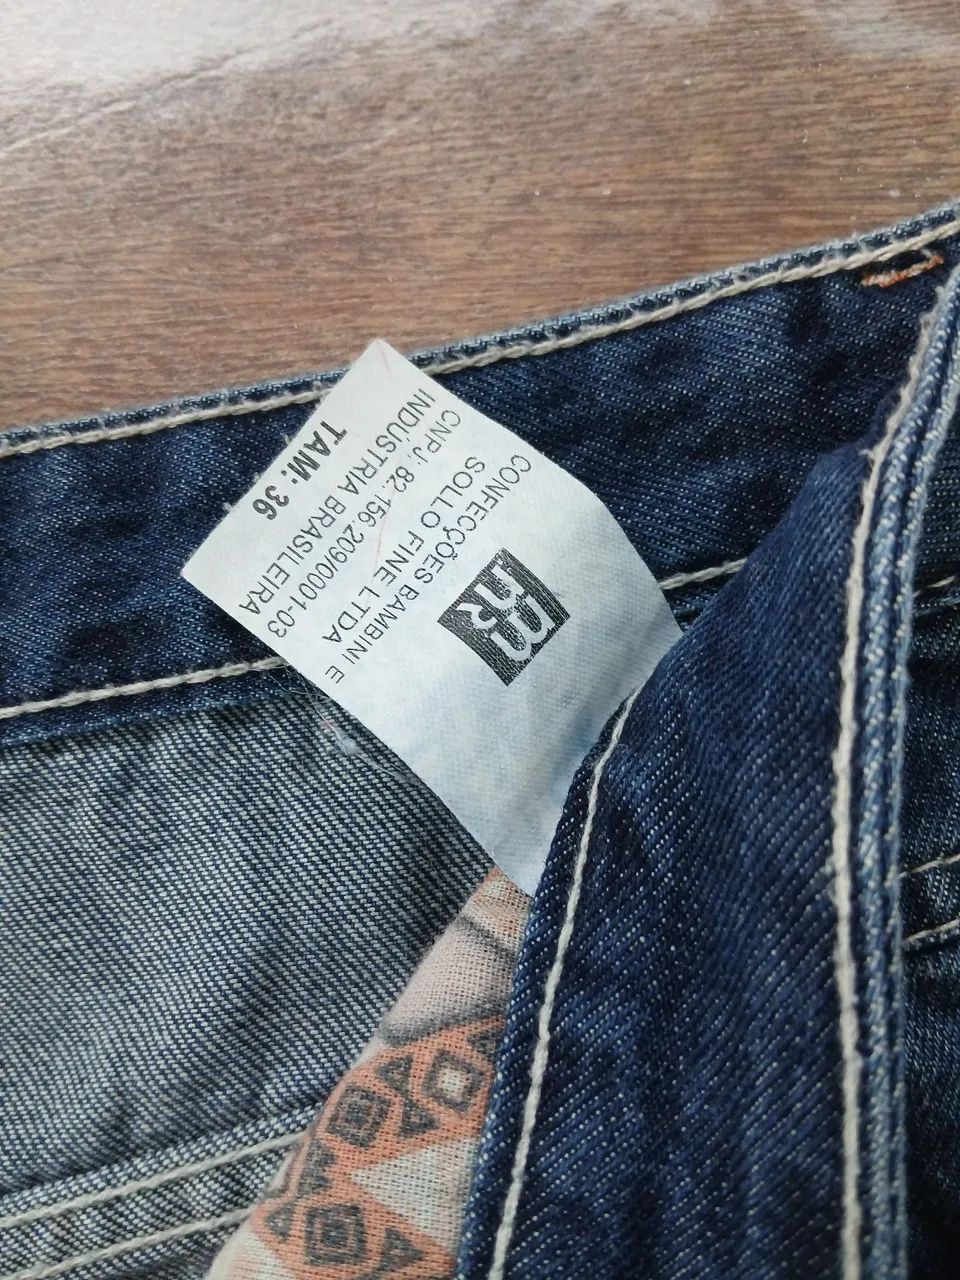 CONFECÇÕES BAMBINI E
SOLLO FINE LTDA
CNPJ: 82.156.209/0001-03
INDÚSTRIA BRASILEIRA
TAM: 36